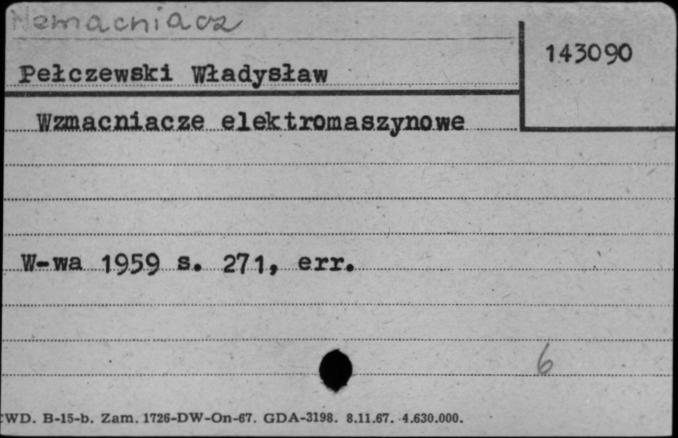 Wzmacniacz
143090
Pełczewski Władysław
Wzmacniacze elektromaszynowe
W-wa 1959 s. 271, err.
6
CWD. B-15-b. Zam. 1726-DW-On-67. GDA-3198. 8.11.67. 4.630.000.